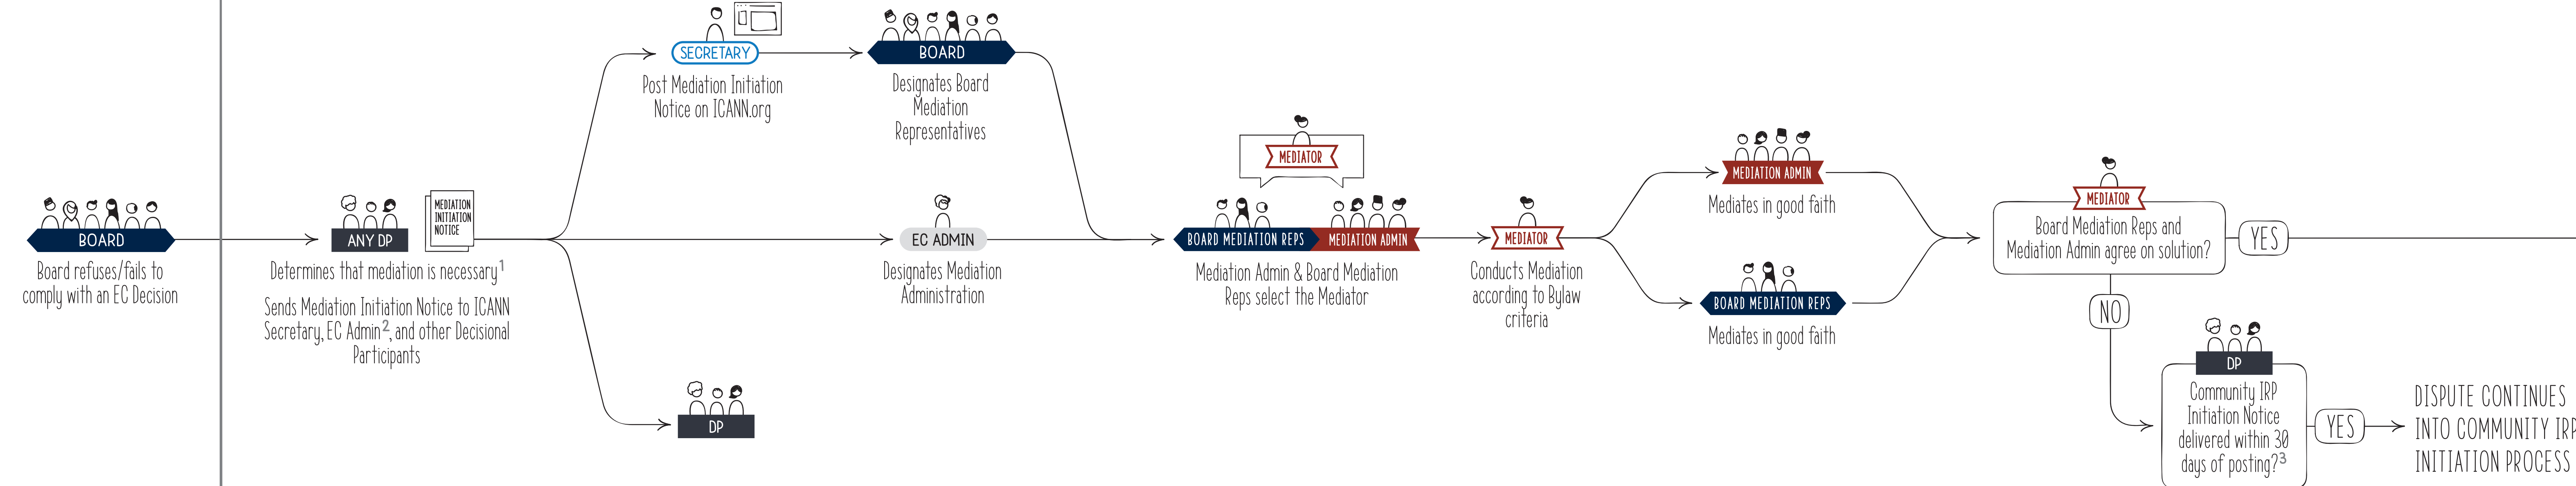 BOARD
Board refuses/fails to
comply with an EC Decision
ANY DP
MEDIATION
INITIATION
NOTICE
Determines that mediation is necessary1
Sends Mediation Initiation Notice to ICANN
Secretary, EC Admin2, and other Decisional
Participants
SECRETARY
Post Mediation Initiation
Notice on ICANN.org
BOARD
Designates Board
Mediation
Representatives
EC ADMIN
Designates Mediation
Administration
DP
MEDIATOR
BOARD MEDIATION REPS
MEDIATION ADMIN
Mediation Admin & Board Mediation
Reps select the Mediator
MEDIATOR
Conducts Mediation
according to Bylaw
criteria
MEDIATION ADMIN
Mediates in good faith
BOARD MEDIATION REPS
Mediates in good faith
MEDIATOR
Board Mediation Reps and
Mediation Admin agree on solution?
YES
NO
DP
Community IRP
Initiation Notice
delivered within 30
days of posting?3
YES
DISPUTE CONTINUES
INTO COMMUNITY IRP
INITIATION PROCESS